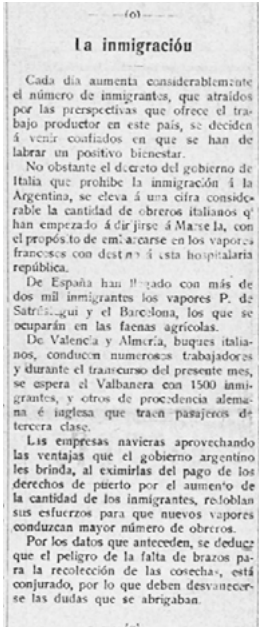 (o)
La inmigración
Cada día aumenta considerablemente
el número de inmigrantes, que atraídos
por las prerspectivas que ofrece el tra-
bajo productor en este país, se deciden
á venir confiados en que se han de
labrar un positivo bienestar.
No obstante el decreto del gobierno de
Italia que prohibe la inmigración á la
Argentina, se eleva á una cifra conside-
rable la cantidad de obreros italianos q'
han empezado á dirjirse á Marsella, con
el propósito de embarcarse en los vapores
franceses con destino á esta hospitalaria
república.
De España han llegado con más de
dos mil inmigrantes los vapores P. de
Satrústegui y el Barcelona, los que se
ocuparán en las faenas agrícolas.
De Valencia y Almería, buques italia-
nos, conducen numerosos trabajadores
y durante el transcurso del presente mes,
se espera el Valbanera con 1500 inmi-
grantes, y otros de procedencia alema-
na é inglesa que traen pasajeros de
tercera clase.
Las empresas navieras aprovechando
las ventajas que el gobierno argentino
les brinda, al eximirlas del pago de los
derechos de puerto por el aumento de
la cantidad de los inmigrantes, redoblan
sus esfuerzos para que nuevos vapores
conduzcan mayor número de obreros.
Por los datos que anteceden, se deduce
que el peligro de la falta de brazos pa-
ra la recolección de las cosechas, está
conjurado, por lo que deben desvanecer-
se las dudas que se abrigaban.